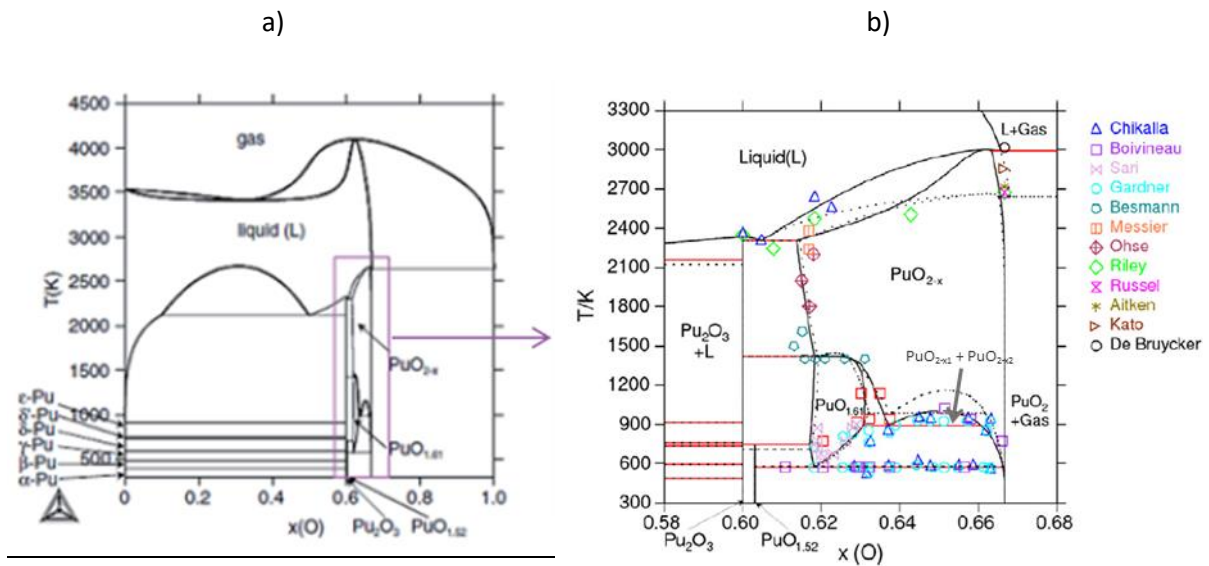 a)
b)
4500
4000
3500
3000
2500
2000
1500
1000
500
T(K)
gas
liquid (L)
PuO2-x
PuO1.61
ε-Pu
δ'-Pu
δ-Pu
γ-Pu
β-Pu
α-Pu
0
0.2
0.4
0.6
0.8
1.0
x(O)
Pu2O3
PuO1.52
3300
3000
2700
2400
2100
1800
1500
1200
900
600
300
T/K
Liquid(L)
L+Gas
PuO2-x
Pu2O3
+L
PuO2-x1 + PuO2-x2
PuO1.61
PuO2
+Gas
0.58
0.60
0.62
0.64
0.66
0.68
x (O)
Pu2O3
PuO1.52
Chikalla
Boivineau
Sari
Gardner
Besmann
Messier
Ohse
Riley
Russel
Aitken
Kato
De Bruycker